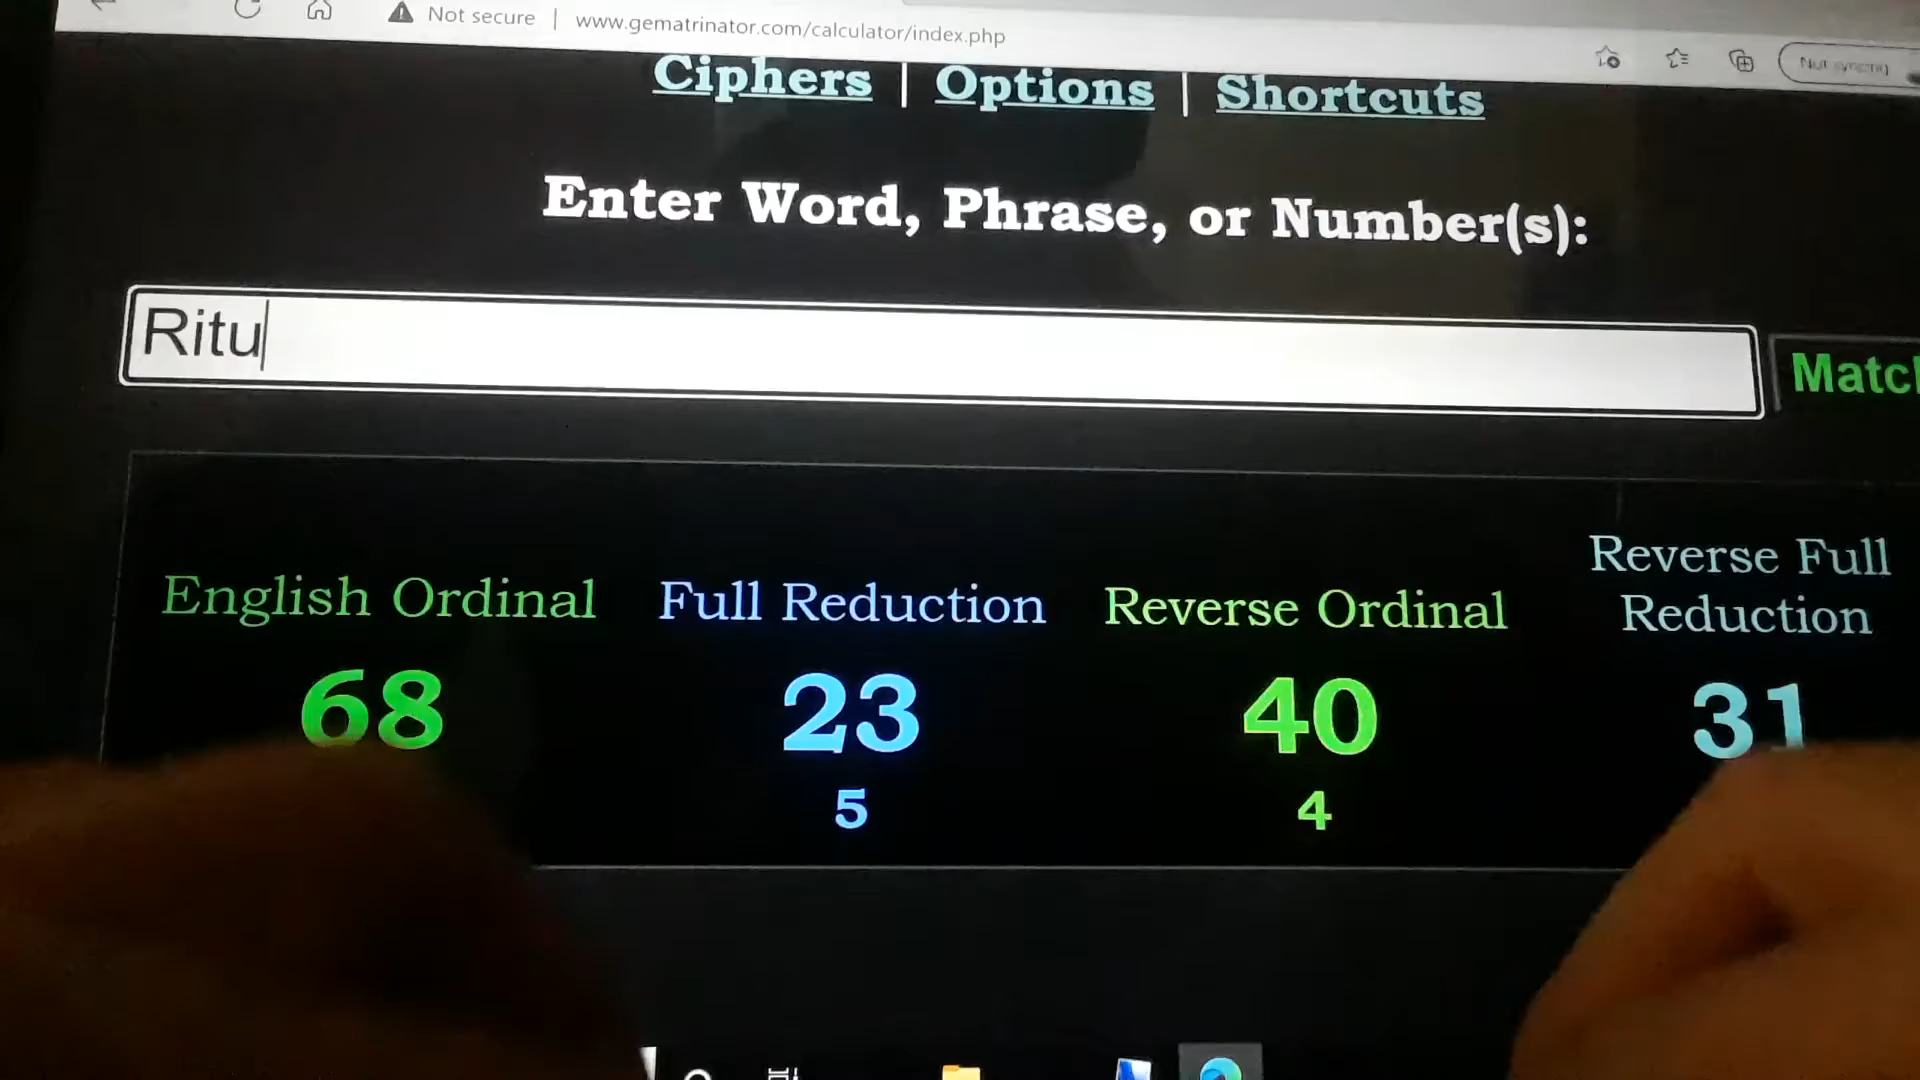 Not secure | www.gematrinator.com/calculator/index.php
Ciphers | Options | Shortcuts
Enter Word, Phrase, or Number(s):
Ritu
English Ordinal Full Reduction Reverse Ordinal Reverse Full Reduction
68 23 40 31
5 4